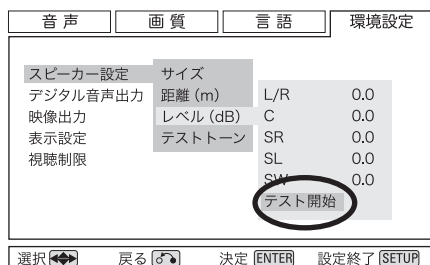 音声 画質 言語 環境設定
スピーカー設定 サイズ
デジタル音声出力 距離（m） L/R 0.0
映像出力 レベル（dB） C 0.0
表示設定 テストトーン SR 0.0
視聴制限 SL 0.0
SW 0.0
テスト開始
選択 戻る 決定 ENTER 設定終了 SETUP